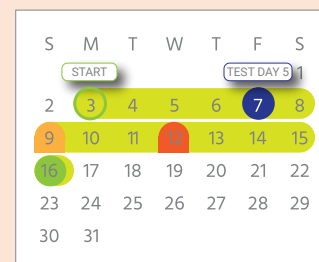 S M T W T F S
START TEST DAY 5 1
2 3 4 5 6 7 8
9 10 11 12 13 14 15
16 17 18 19 20 21 22
23 24 25 26 27 28 29
30 31